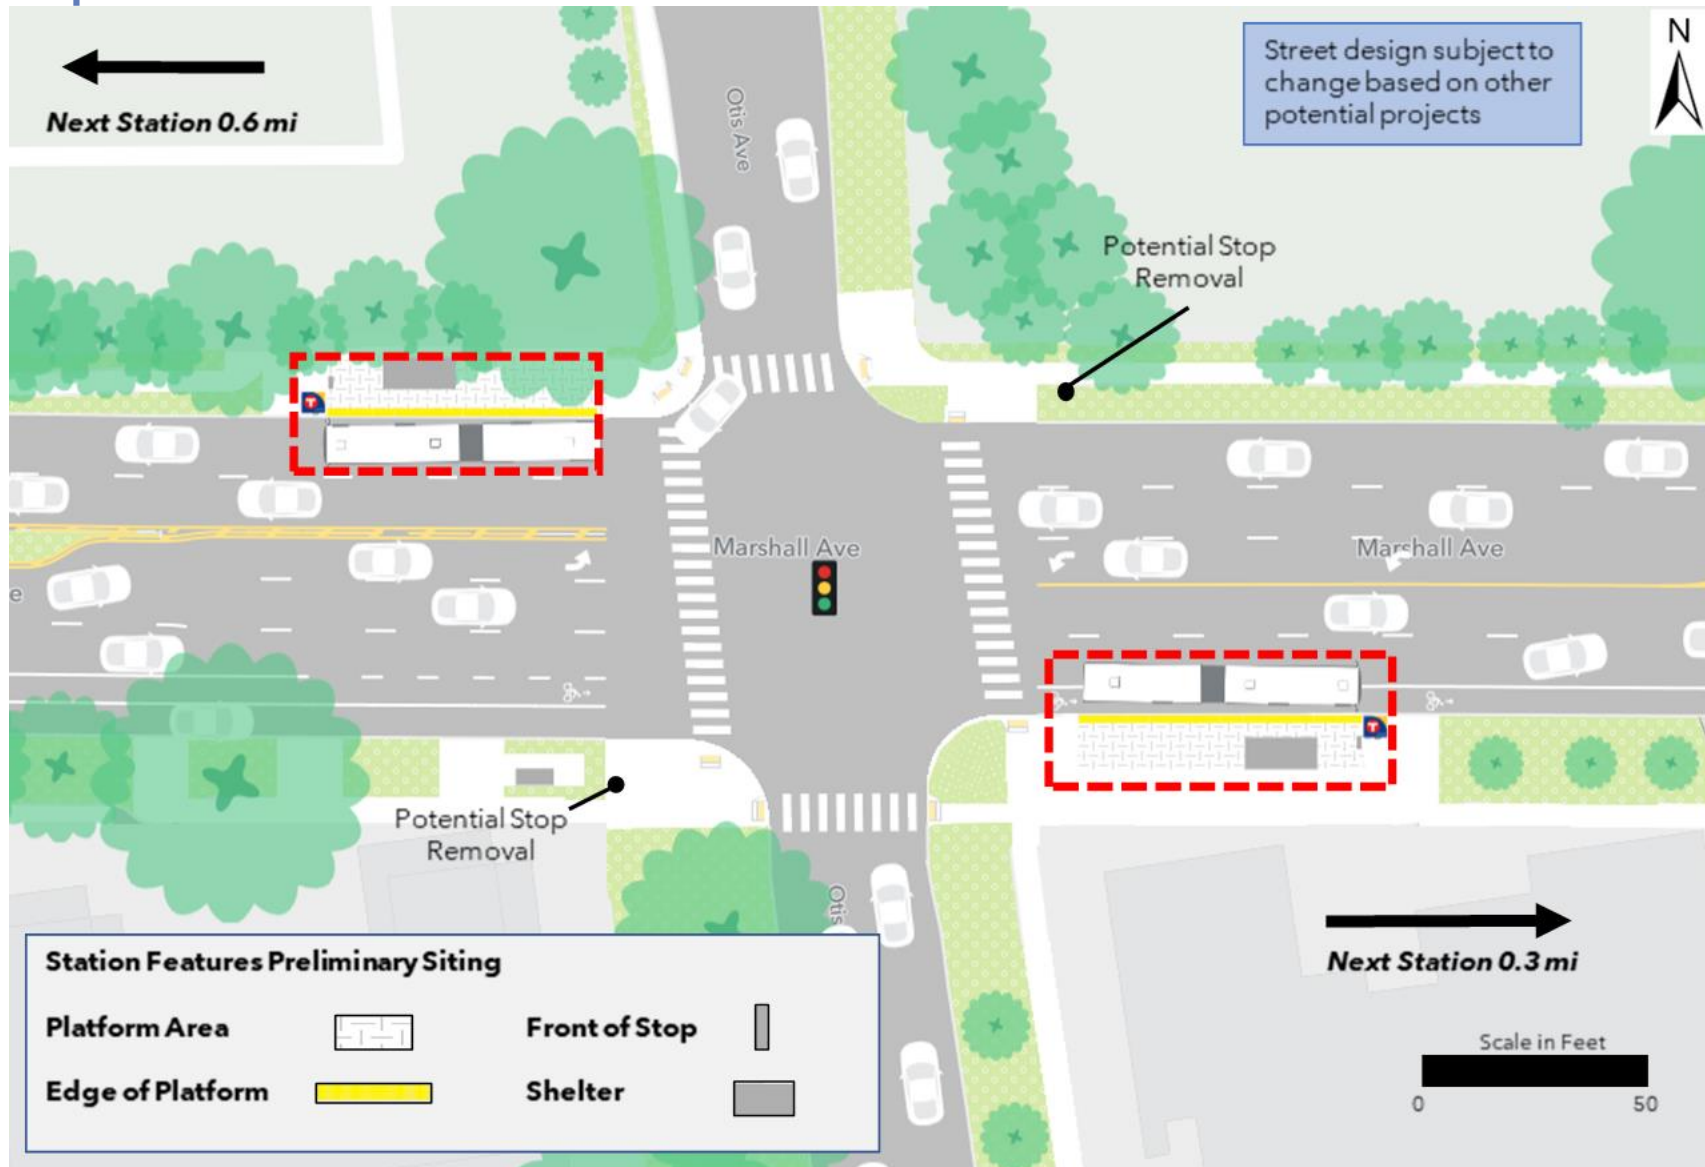 Next Station 0.6 mi
Otis Ave
Street design subject to
change based on other
potential projects
N
Potential Stop
Removal
T
Marshall Ave
Marshall Ave
e
T
Potential Stop
Removal
Otis
Next Station 0.3 mi
Station Features Preliminary Siting
Platform Area
Front of Stop
Edge of Platform
Shelter
Scale in Feet
0
50